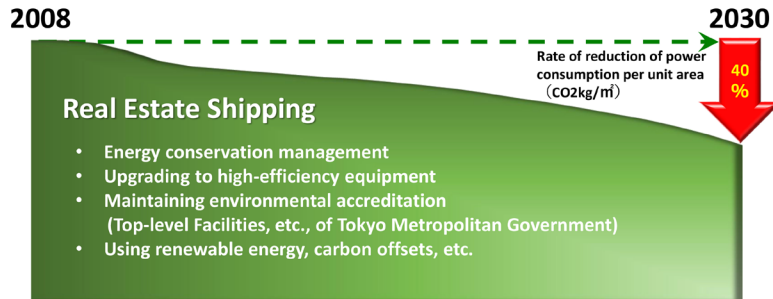 2008
2030
Rate of reduction of power
consumption per unit area
（CO2kg/㎡）
40
%
Real Estate Shipping
• Energy conservation management
• Upgrading to high-efficiency equipment
• Maintaining environmental accreditation
(Top-level Facilities, etc., of Tokyo Metropolitan Government)
• Using renewable energy, carbon offsets, etc.